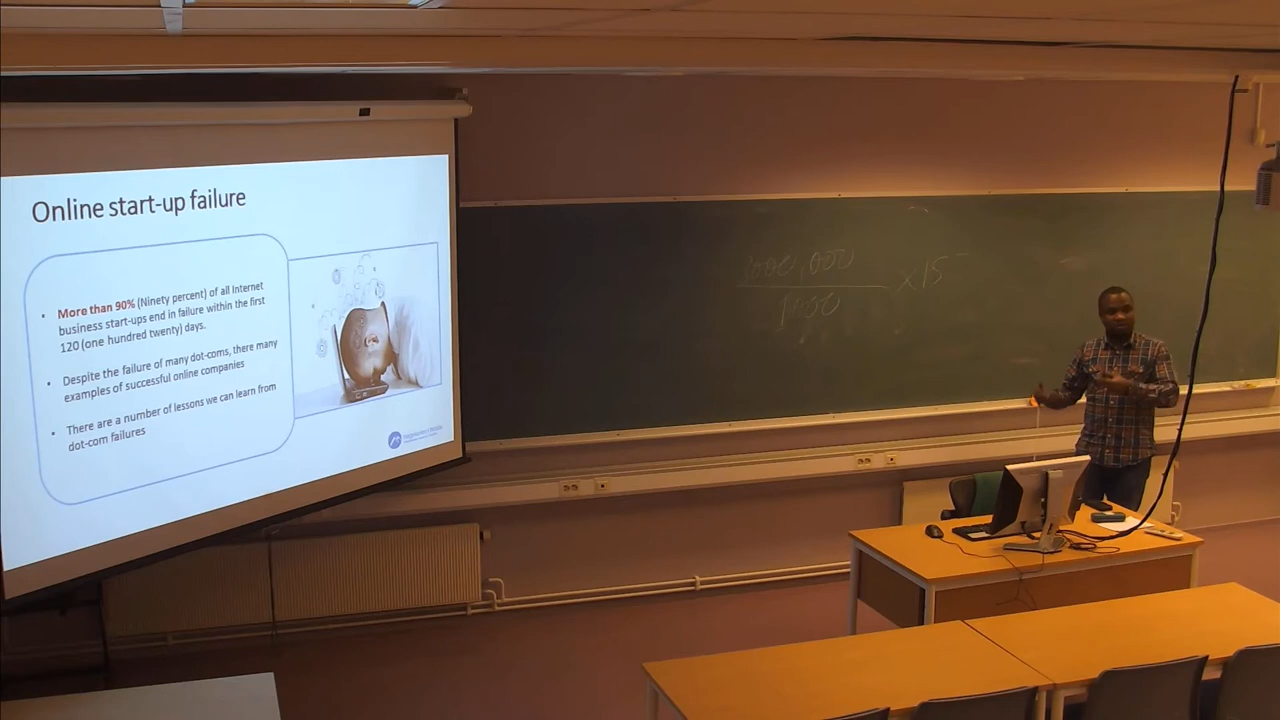 Online start-up failure
• More than 90% (Ninety percent) of all Internet
business start-ups end in failure within the first
120 (one hundred twenty) days.
• Despite the failure of many dot-coms, there many
examples of successful online companies
• There are a number of lessons we can learn from
dot-com failures
×15